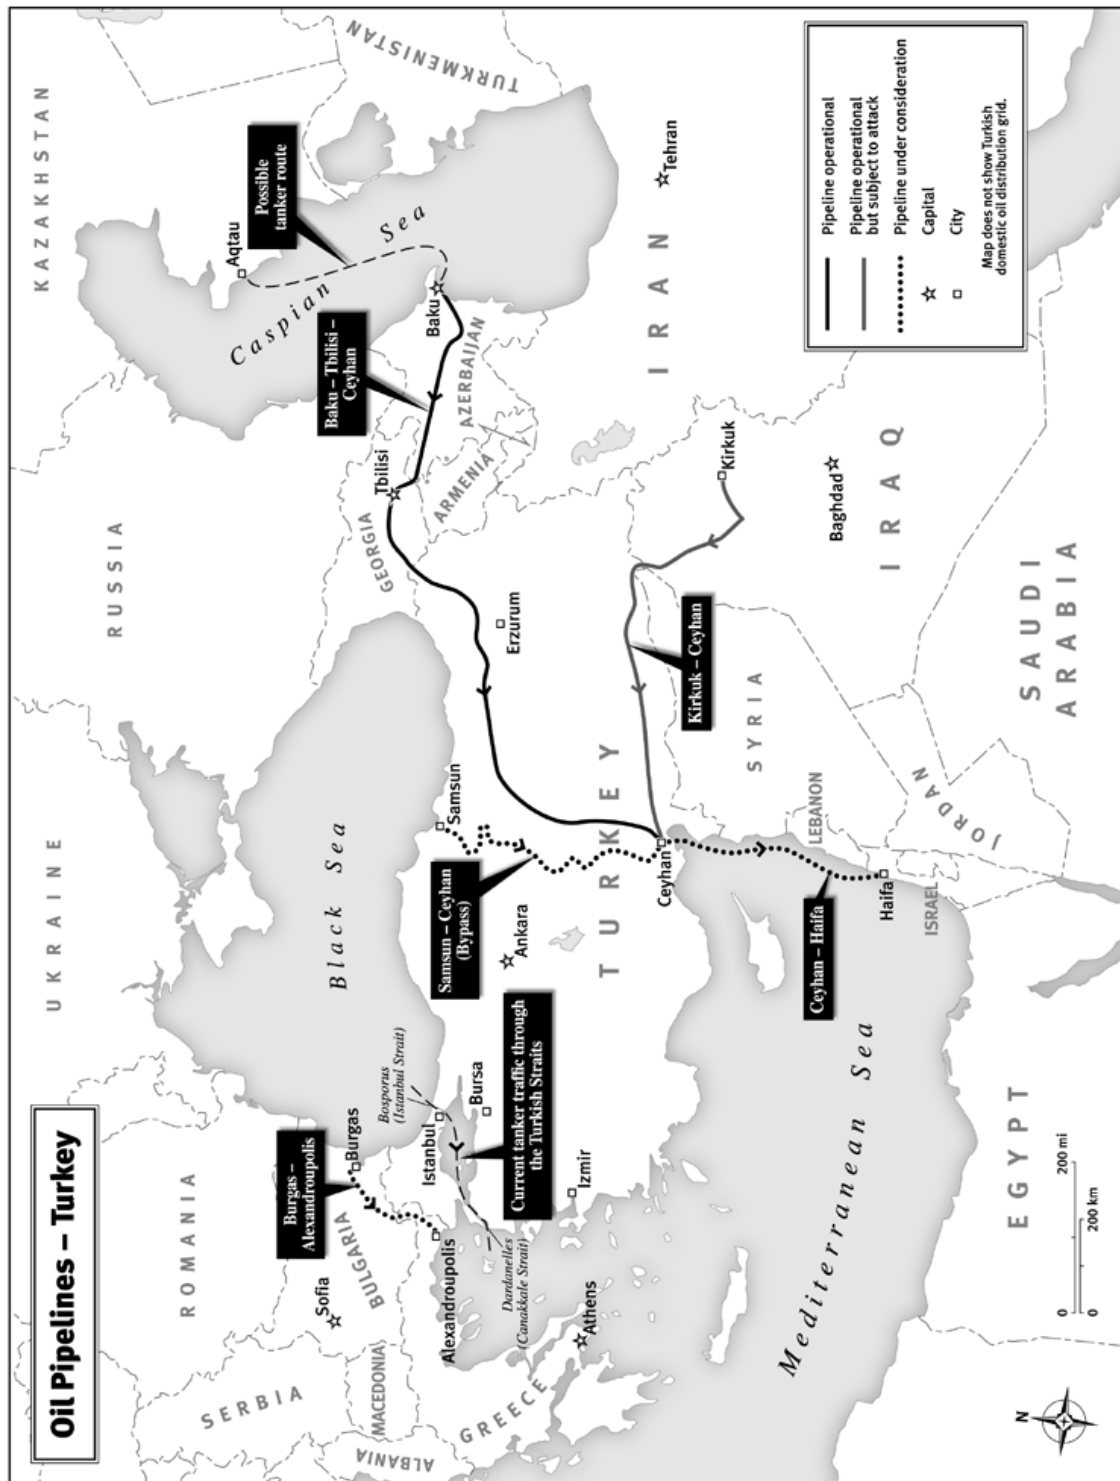 Oil Pipelines – Turkey
KAZAKHSTAN
TURKMENISTAN
RUSSIA
UKRAINE
ROMANIA
SERBIA
MACEDONIA
ALBANIA
GREECE
BULGARIA
Sofia
Burgas –
Alexandroupolis
Burgas
Alexandroupolis
Athens
Bosporus
(Istanbul Strait)
Istanbul
Bursa
Current tanker traffic through
the Turkish Straits
Dardanelles
(Canakkale Strait)
Izmir
Black Sea
Samsun
Samsun – Ceyhan
(Bypass)
Ankara
TURKEY
Ceyhan
Erzurum
GEORGIA
Tbilisi
ARMENIA
AZERBAIJAN
Baku – Tbilisi –
Ceyhan
Baku
Caspian Sea
Aqtau
Possible
tanker route
Tehran
IRAN
Kirkuk
Kirkuk – Ceyhan
Baghdad
IRAQ
SYRIA
LEBANON
Ceyhan – Haifa
Haifa
ISRAEL
JORDAN
SAUDI
ARABIA
EGYPT
Mediterranean Sea
Pipeline operational
Pipeline operational
but subject to attack
Pipeline under consideration
Capital
City
Map does not show Turkish
domestic oil distribution grid.
N
0 200 mi
0 200 km